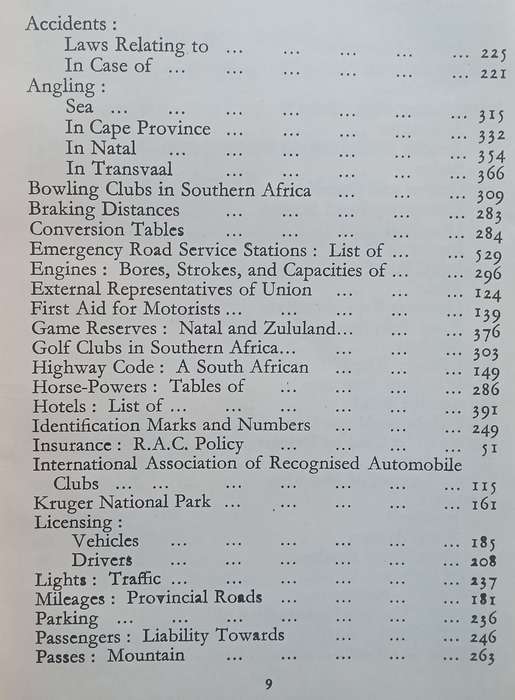 Accidents :
Laws Relating to ... ... ... ... ... 225
In Case of ... ... ... ... ... 221
Angling :
Sea ... ... ... ... ... ... 315
In Cape Province ... ... ... ... ... 332
In Natal ... ... ... ... ... 354
In Transvaal ... ... ... ... ... 366
Bowling Clubs in Southern Africa ... ... ... 309
Braking Distances ... ... ... ... ... 283
Conversion Tables ... ... ... ... ... 284
Emergency Road Service Stations : List of ... ... 529
Engines : Bores, Strokes, and Capacities of ... ... 296
External Representatives of Union ... ... ... 124
First Aid for Motorists ... ... ... ... ... 139
Game Reserves : Natal and Zululand... ... ... 376
Golf Clubs in Southern Africa... ... ... ... 303
Highway Code : A South African ... ... ... 149
Horse-Powers : Tables of ... ... ... ... 286
Hotels : List of ... ... ... ... ... ... 391
Identification Marks and Numbers ... ... ... 249
Insurance : R.A.C. Policy ... ... ... ... 51
International Association of Recognised Automobile
Clubs ... ... ... ... ... ... ... 115
Kruger National Park ... ... ... ... ... 161
Licensing :
Vehicles ... ... ... ... ... ... 185
Drivers ... ... ... ... ... ... 208
Lights : Traffic ... ... ... ... ... ... 237
Mileages : Provincial Roads ... ... ... ... 181
Parking ... ... ... ... ... ... ... 236
Passengers : Liability Towards ... ... ... 246
Passes : Mountain ... ... ... ... ... 263
9